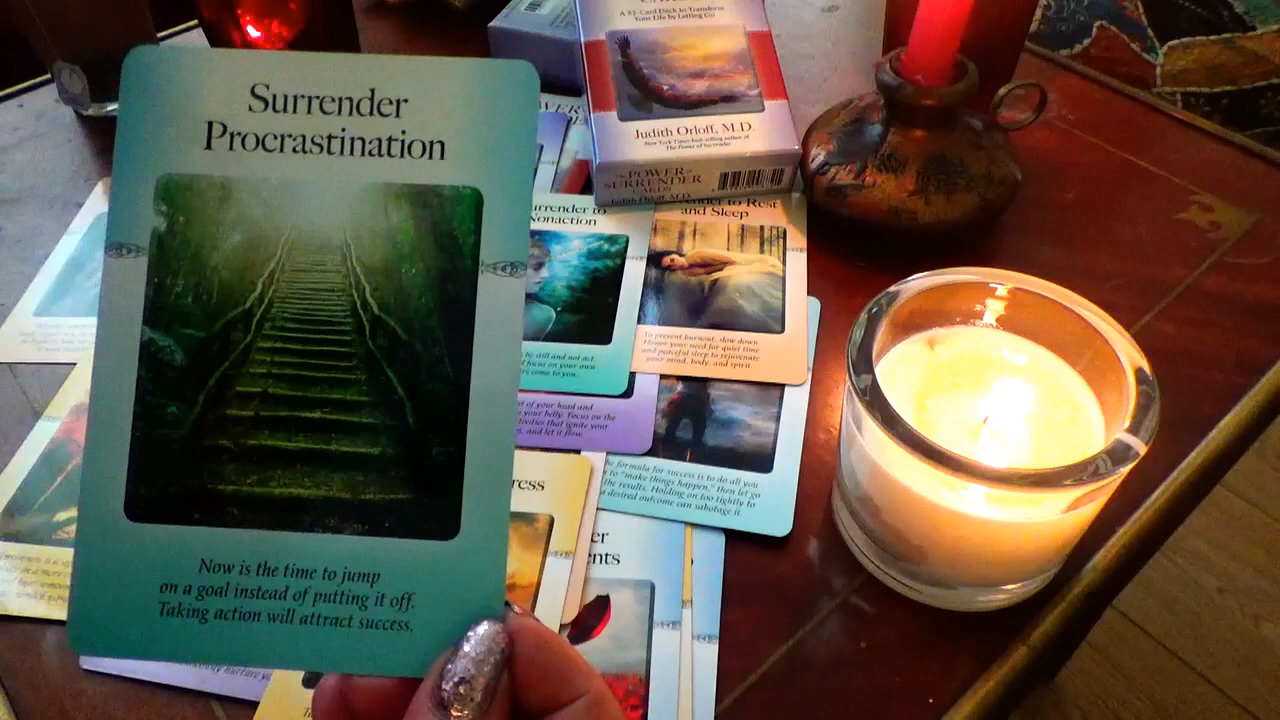 Surrender
Procrastination
Now is the time to jump
on a goal instead of putting it off.
Taking action will attract success.
A 52-Card Deck to Transform
Your Life by Letting Go
Judith Orloff, M.D.
New York Times best-selling author of
The Power of Surrender
POWER of
SURRENDER
CARDS
Judith Orloff, M.D.
Surrender to
Nonaction
be still and not act.
focus on your own
come to you.
to Rest
and Sleep
To prevent burnout, slow down.
Honor your need for quiet time
and peaceful sleep to rejuvenate
your mind, body, and spirit.
of your head and
your belly. Focus on the
that ignite your
and let it flow.
formula for success is to do all you
to "make things happen," then let go
the results. Holding on too tightly to
desired outcome can sabotage it.